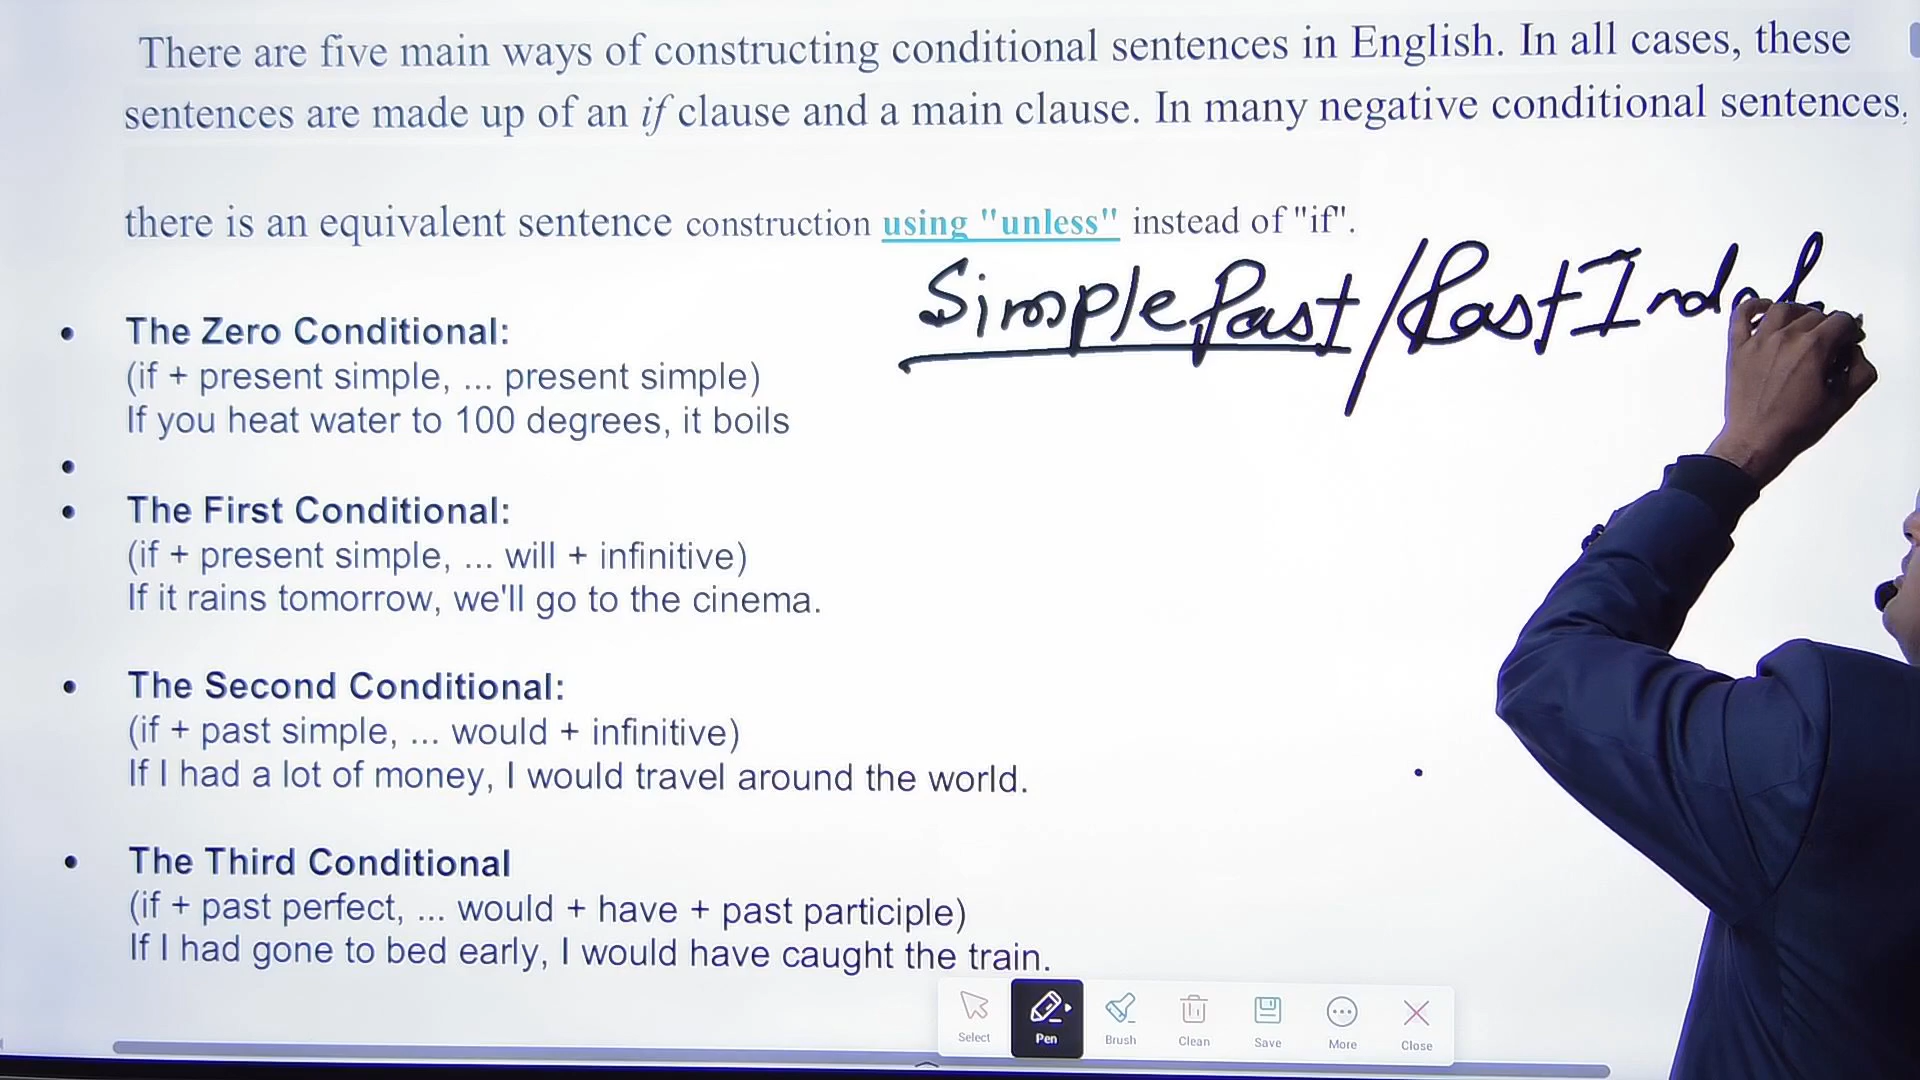 There are five main ways of constructing conditional sentences in English. In all cases, these
sentences are made up of an if clause and a main clause. In many negative conditional sentences,
there is an equivalent sentence construction using "unless" instead of "if".
Simple Past / Past
• The Zero Conditional:
(if + present simple, ... present simple)
If you heat water to 100 degrees, it boils
•
• The First Conditional:
(if + present simple, ... will + infinitive)
If it rains tomorrow, we'll go to the cinema.
• The Second Conditional:
(if + past simple, ... would + infinitive)
If I had a lot of money, I would travel around the world.
• The Third Conditional
(if + past perfect, ... would + have + past participle)
If I had gone to bed early, I would have caught the train.
Select Pen Brush Clean Save More Close